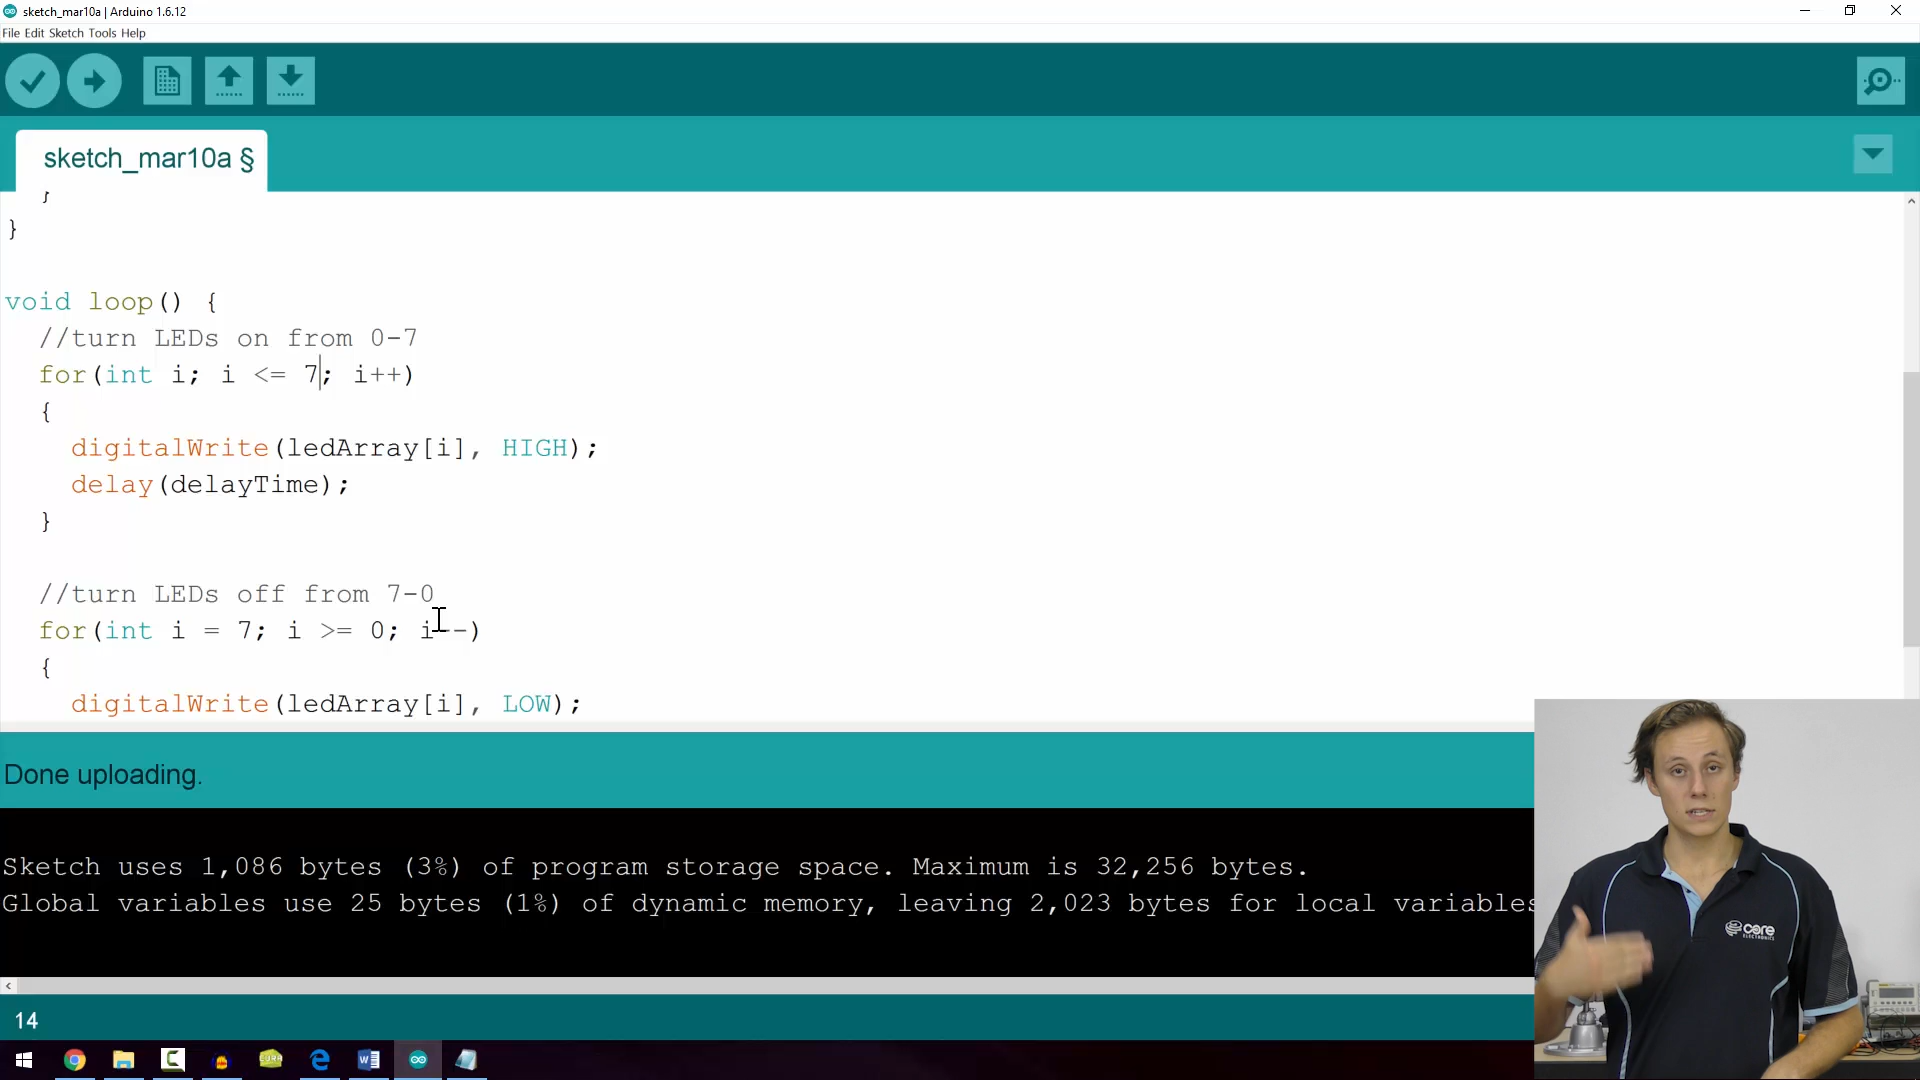 sketch_mar10a | Arduino 1.6.12
File Edit Sketch Tools Help
sketch_mar10a §
}
}
void loop() {
//turn LEDs on from 0-7
for(int i; i <= 7; i++)
{
digitalWrite(ledArray[i], HIGH);
delay(delayTime);
}
//turn LEDs off from 7-0
for(int i = 7; i >= 0; i--)
{
digitalWrite(ledArray[i], LOW);
Done uploading.
Sketch uses 1,086 bytes (3%) of program storage space. Maximum is 32,256 bytes.
Global variables use 25 bytes (1%) of dynamic memory, leaving 2,023 bytes for local variables
core
ELECTRONICS
14
CURA